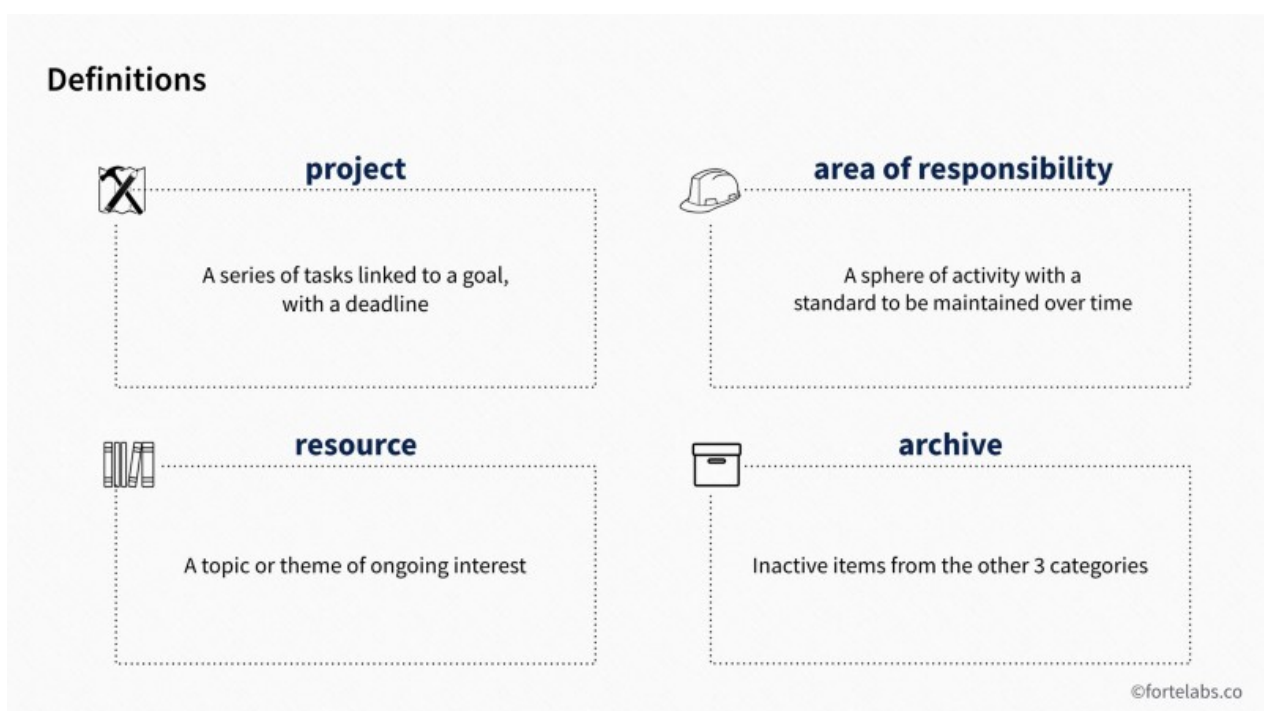 Definitions
project
A series of tasks linked to a goal,
with a deadline
area of responsibility
A sphere of activity with a
standard to be maintained over time
resource
A topic or theme of ongoing interest
archive
Inactive items from the other 3 categories
©fortelabs.co